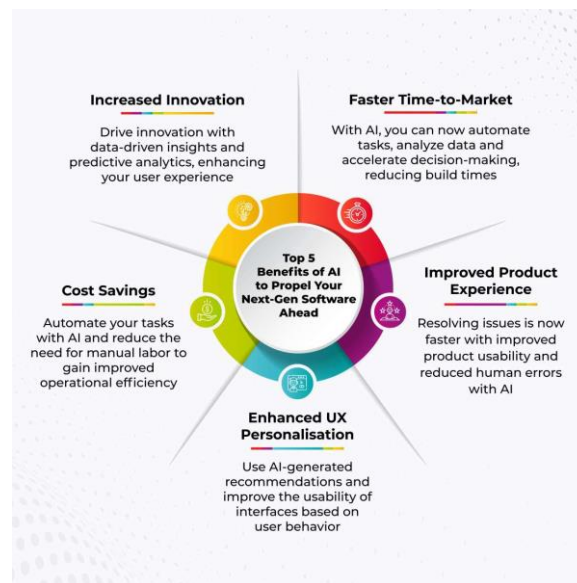 Increased Innovation
Drive innovation with
data-driven insights and
predictive analytics, enhancing
your user experience
Faster Time-to-Market
With AI, you can now automate
tasks, analyze data and
accelerate decision-making,
reducing build times
Top 5
Benefits of AI
to Propel Your
Next-Gen Software
Ahead
Cost Savings
Automate your tasks
with AI and reduce the
need for manual labor to
gain improved
operational efficiency
Improved Product
Experience
Resolving issues is now
faster with improved
product usability and
reduced human errors
with AI
Enhanced UX
Personalisation
Use AI-generated
recommendations and
improve the usability of
interfaces based on
user behavior